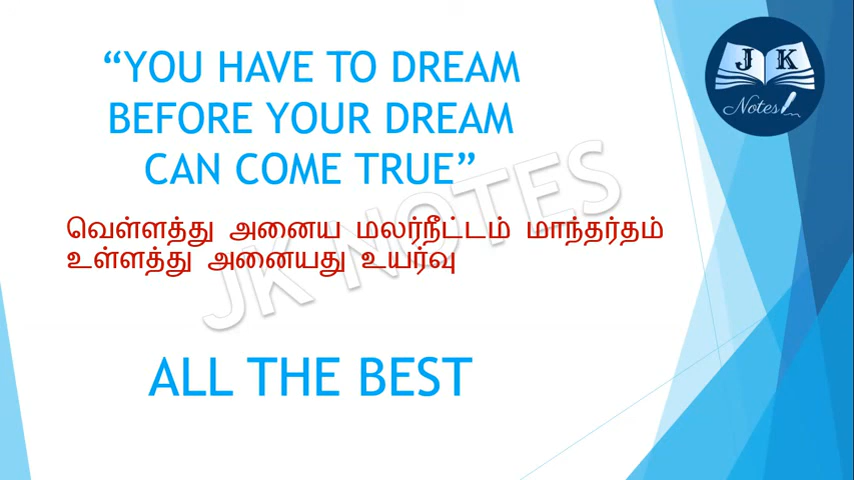 “YOU HAVE TO DREAM
BEFORE YOUR DREAM
CAN COME TRUE”
வெள்ளத்து அனைய மலர்நீட்டம் மாந்தர்தம்
உள்ளத்து அனையது உயர்வு
ALL THE BEST
JK NOTES
J K
Notes